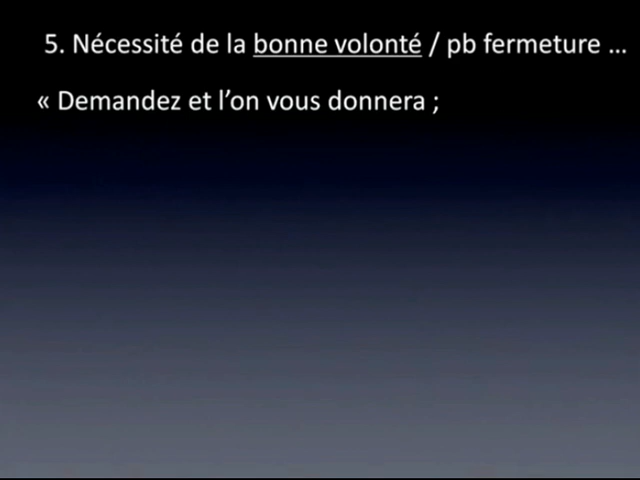 5. Nécessité de la bonne volonté / pb fermeture …
« Demandez et l’on vous donnera ;